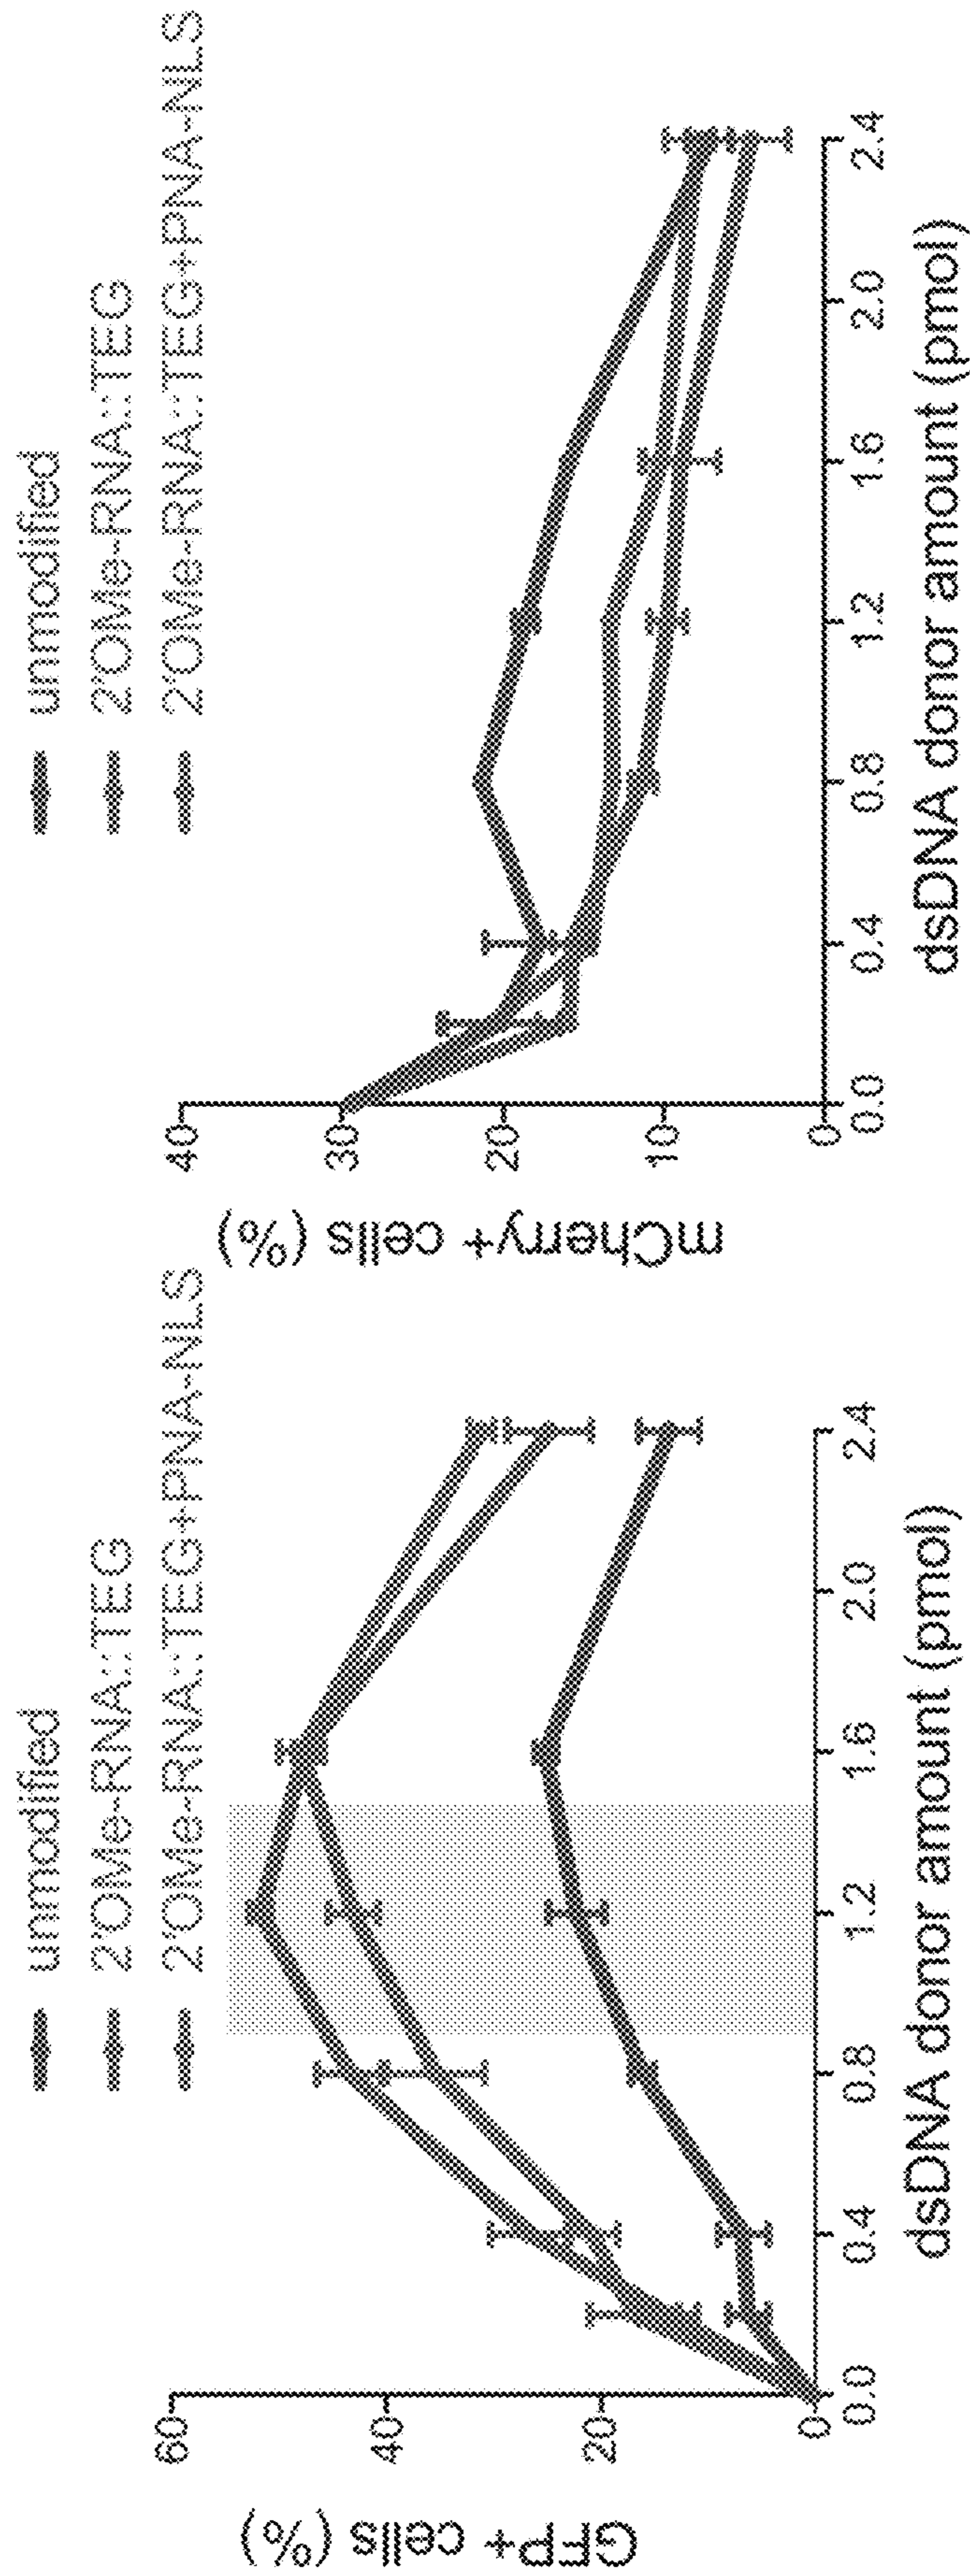 unmodified
2'OMe-RNA::TEG
2'OMe-RNA::TEG+PNA-NLS
GFP+ cells (%)
60
40
20
0
0.0 0.4 0.8 1.2 1.6 2.0 2.4
dsDNA donor amount (pmol)
unmodified
2'OMe-RNA::TEG
2'OMe-RNA::TEG+PNA-NLS
mCherry+ cells (%)
40
30
20
10
0
0.0 0.4 0.8 1.2 1.6 2.0 2.4
dsDNA donor amount (pmol)